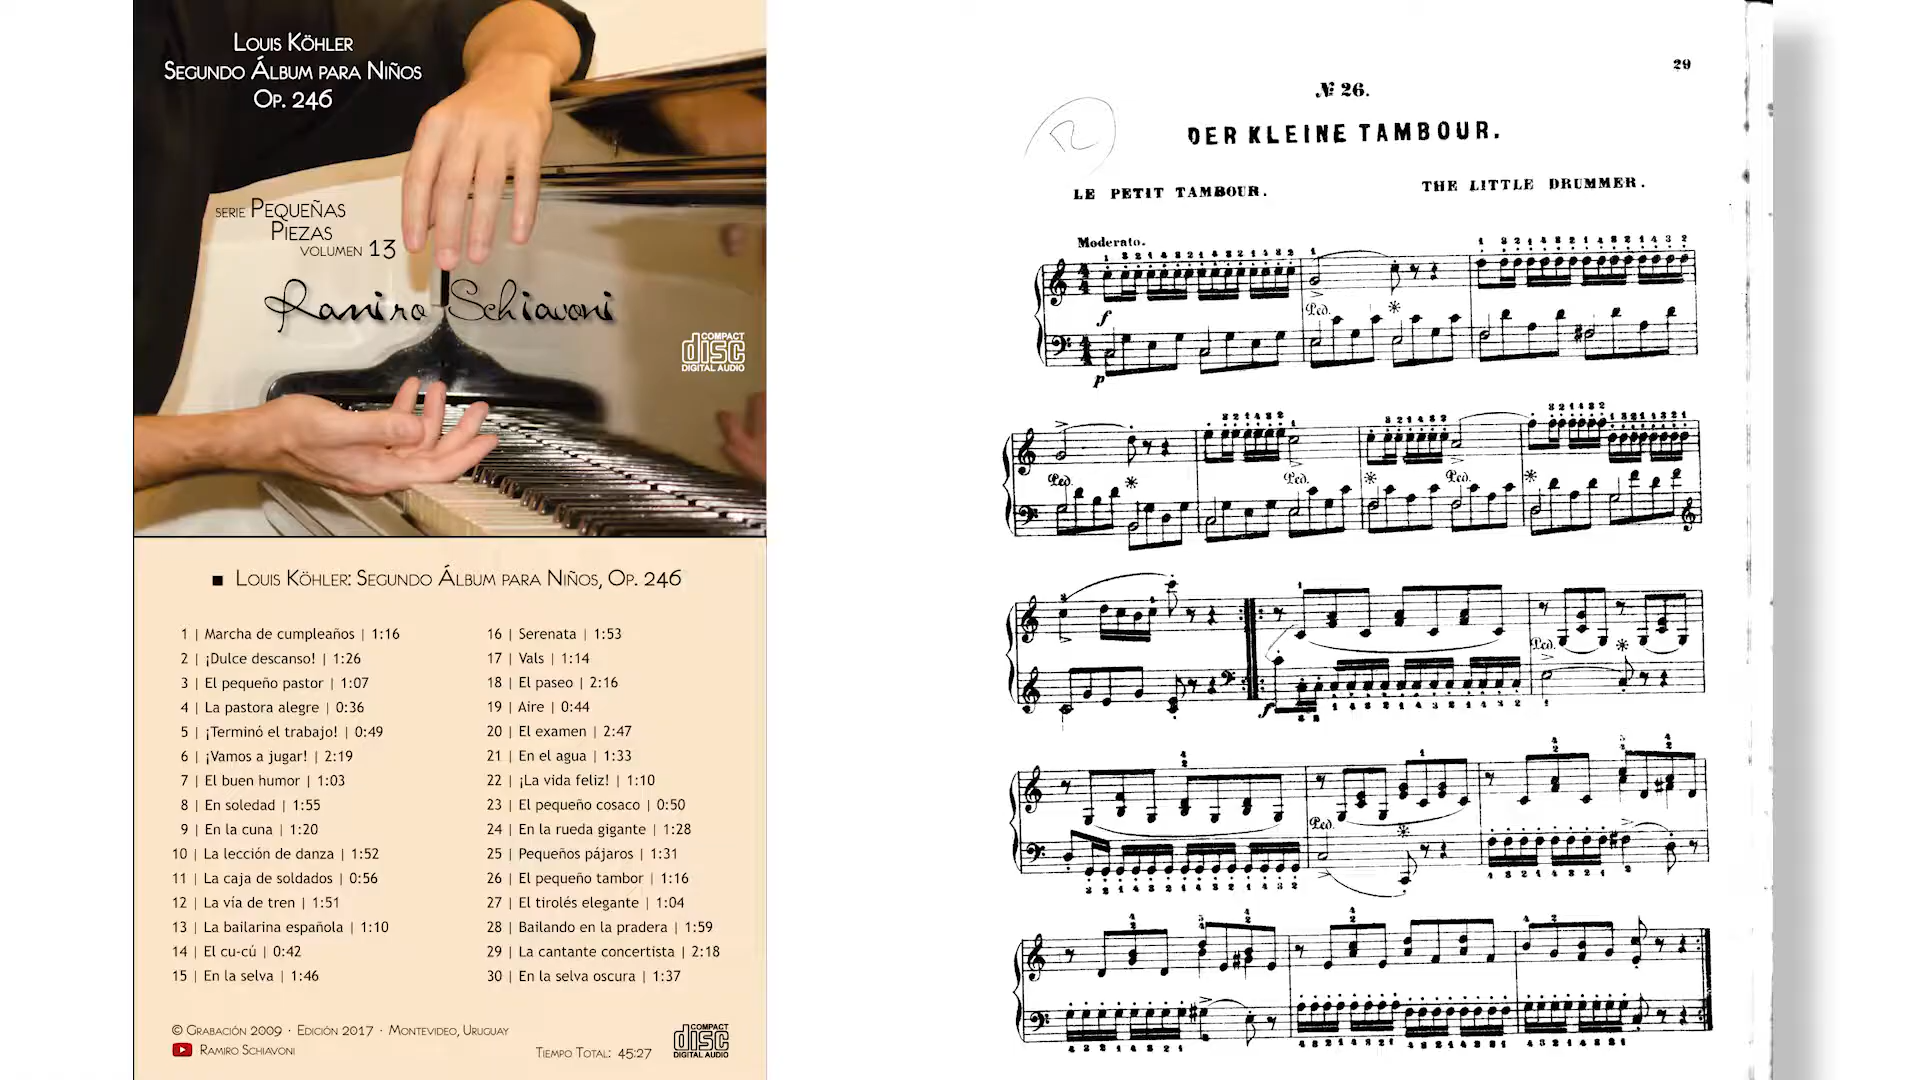 Louis Köhler
Segundo Álbum para Niños
Op. 246
serie Pequeñas
Piezas
volumen 13
Ramiro Schiavoni
COMPACT
disc
DIGITAL AUDIO
■ Louis Köhler: Segundo Álbum para Niños, Op. 246
1 | Marcha de cumpleaños | 1:16
2 | ¡Dulce descanso! | 1:26
3 | El pequeño pastor | 1:07
4 | La pastora alegre | 0:36
5 | ¡Terminó el trabajo! | 0:49
6 | ¡Vamos a jugar! | 2:19
7 | El buen humor | 1:03
8 | En soledad | 1:55
9 | En la cuna | 1:20
10 | La lección de danza | 1:52
11 | La caja de soldados | 0:56
12 | La vía de tren | 1:51
13 | La bailarina española | 1:10
14 | El cu-cú | 0:42
15 | En la selva | 1:46
16 | Serenata | 1:53
17 | Vals | 1:14
18 | El paseo | 2:16
19 | Aire | 0:44
20 | El examen | 2:47
21 | En el agua | 1:33
22 | ¡La vida feliz! | 1:10
23 | El pequeño cosaco | 0:50
24 | En la rueda gigante | 1:28
25 | Pequeños pájaros | 1:31
26 | El pequeño tambor | 1:16
27 | El tirolés elegante | 1:04
28 | Bailando en la pradera | 1:59
29 | La cantante concertista | 2:18
30 | En la selva oscura | 1:37
© Grabación 2009 · Edición 2017 · Montevideo, Uruguay
Ramiro Schiavoni
Tiempo Total: 45:27
COMPACT
disc
DIGITAL AUDIO
29
№ 26.
DER KLEINE TAMBOUR.
LE PETIT TAMBOUR.
THE LITTLE DRUMMER.
Moderato.
f
p
Ped.
Ped.
Ped.
Ped.
Ped.
f
Ped.